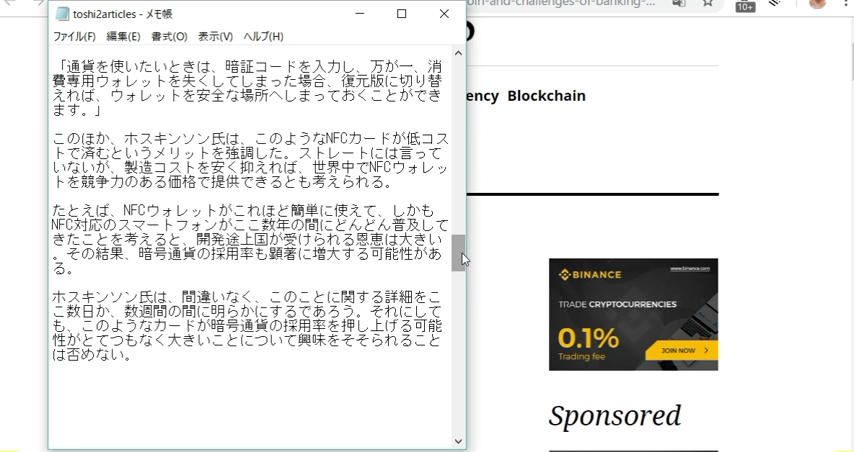 toshi2articles - メモ帳
ファイル(F) 編集(E) 書式(O) 表示(V) ヘルプ(H)
「通貨を使いたいときは、暗証コードを入力し、万が一、消
費専用ウォレットを失くしてしまった場合、復元版に切り替
えれば、ウォレットを安全な場所へしまっておくことができ
ます。」
このほか、ホスキンソン氏は、このようなNFCカードが低コス
トで済むというメリットを強調した。ストレートには言って
いないが、製造コストを安く抑えれば、世界中でNFCウォレッ
トを競争力のある価格で提供できるとも考えられる。
たとえば、NFCウォレットがこれほど簡単に使えて、しかも
NFC対応のスマートフォンがここ数年の間にどんどん普及して
きたことを考えると、開発途上国が受けられる恩恵は大きい
。その結果、暗号通貨の採用率も顕著に増大する可能性があ
る。
ホスキンソン氏は、間違いなく、このことに関する詳細をこ
こ数日か、数週間の間に明らかにするであろう。それにして
も、このようなカードが暗号通貨の採用率を押し上げる可能
性がとてつもなく大きいことについて興味をそそられること
は否めない。
oin-and-challenges-of-banking-...
10+
ency Blockchain
BINANCE
www.binance.com
TRADE CRYPTOCURRENCIES
0.1%
Trading fee
JOIN NOW
Sponsored